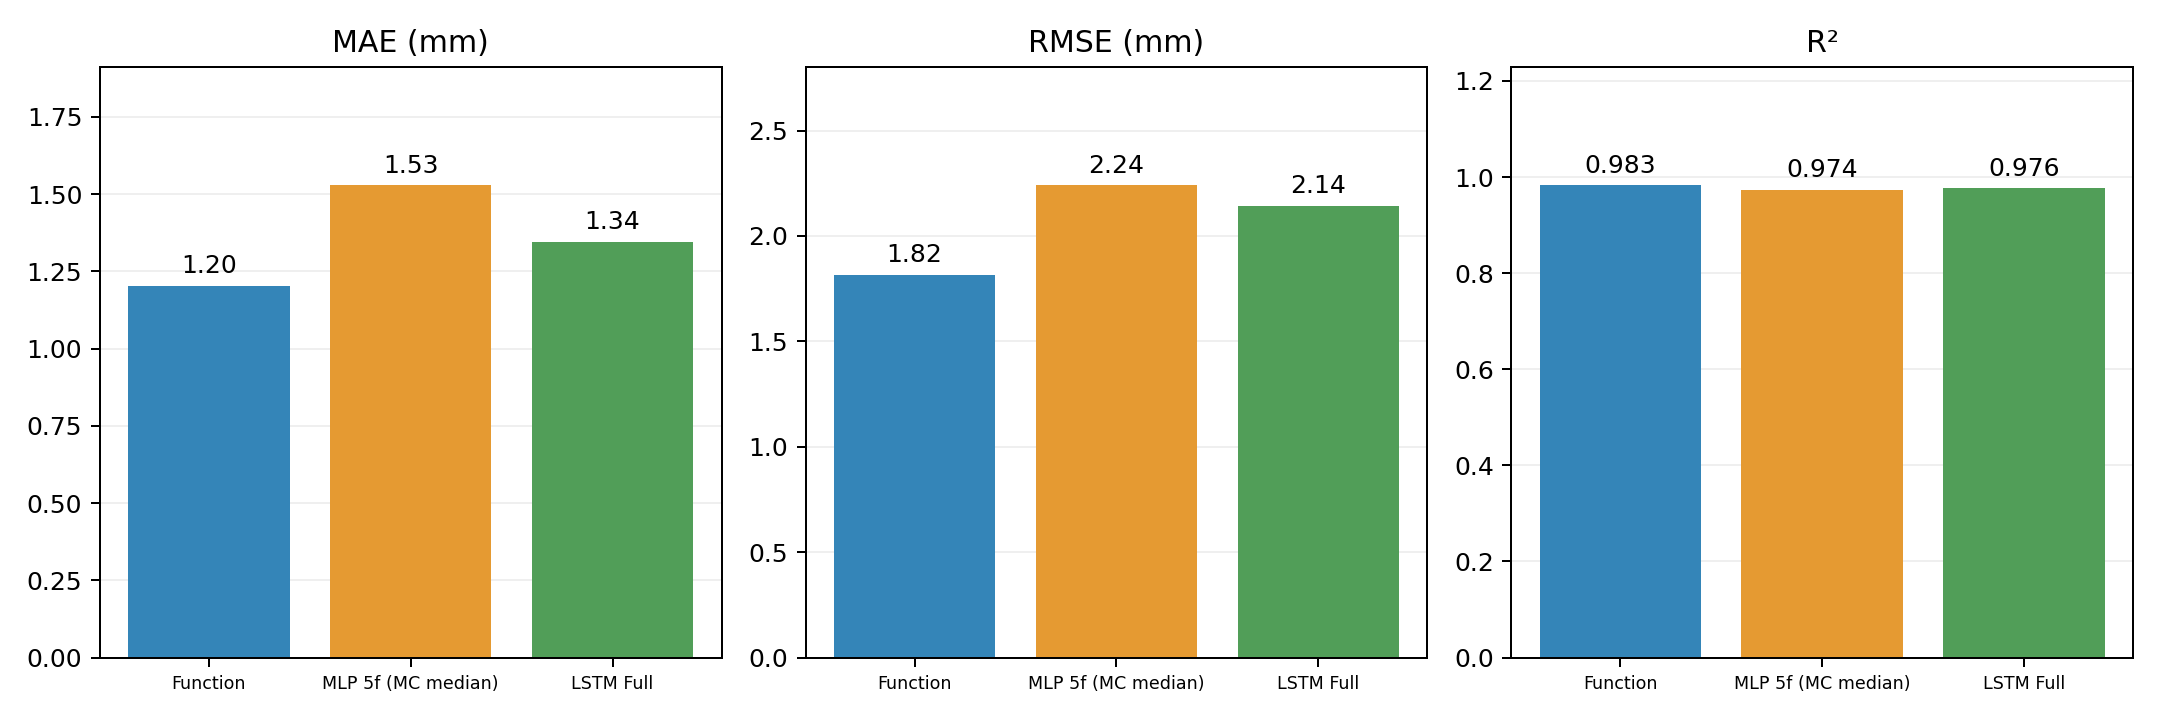 MAE (mm)
1.75
1.50
1.25
1.00
0.75
0.50
0.25
0.00
1.20
1.53
1.34
Function
MLP 5f (MC median)
LSTM Full
RMSE (mm)
2.5
2.0
1.5
1.0
0.5
0.0
1.82
2.24
2.14
Function
MLP 5f (MC median)
LSTM Full
R²
1.2
1.0
0.8
0.6
0.4
0.2
0.0
0.983
0.974
0.976
Function
MLP 5f (MC median)
LSTM Full